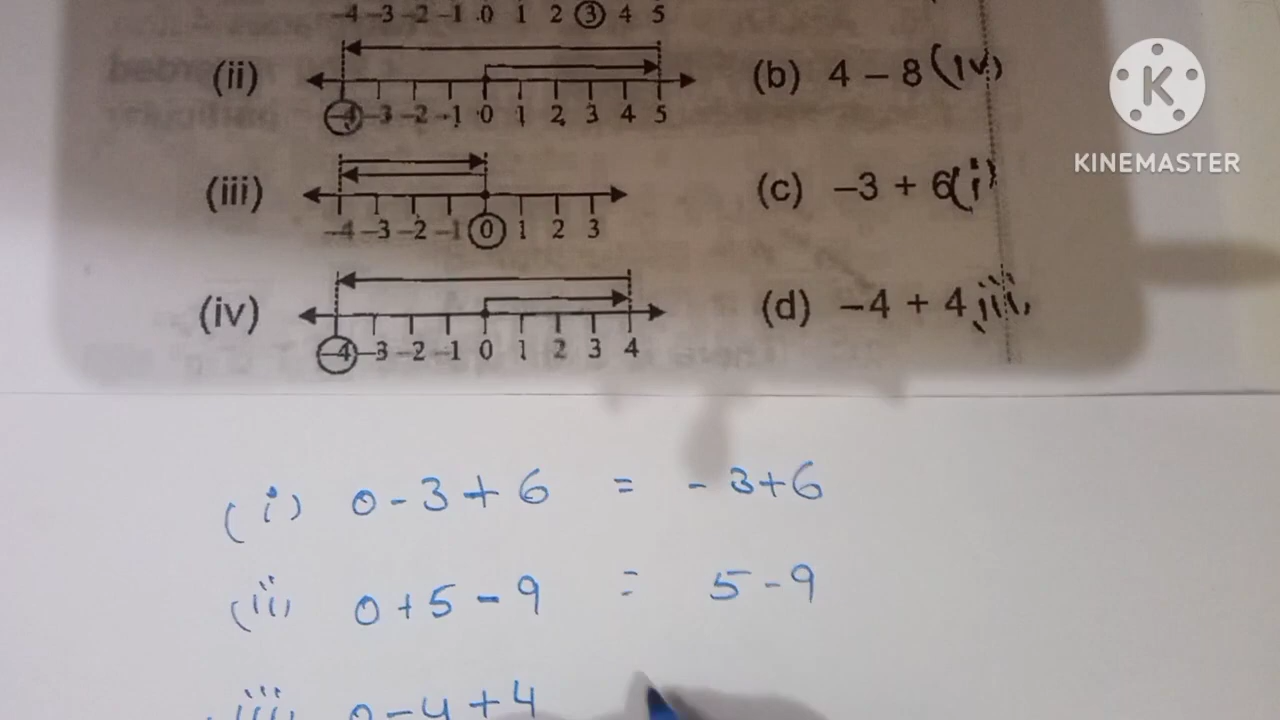 -4 -3 -2 -1 0 1 2 3 4 5
(ii) -4 -3 -2 -1 0 1 2 3 4 5 (b) 4 – 8 (iv)
KINEMASTER
(iii) -4 -3 -2 -1 0 1 2 3 (c) –3 + 6 (i)
(iv) -4 -3 -2 -1 0 1 2 3 4 (d) –4 + 4 (iii)
(i) 0 - 3 + 6 = - 3 + 6
(ii) 0 + 5 - 9 = 5 - 9
(iii) 0 - 4 + 4